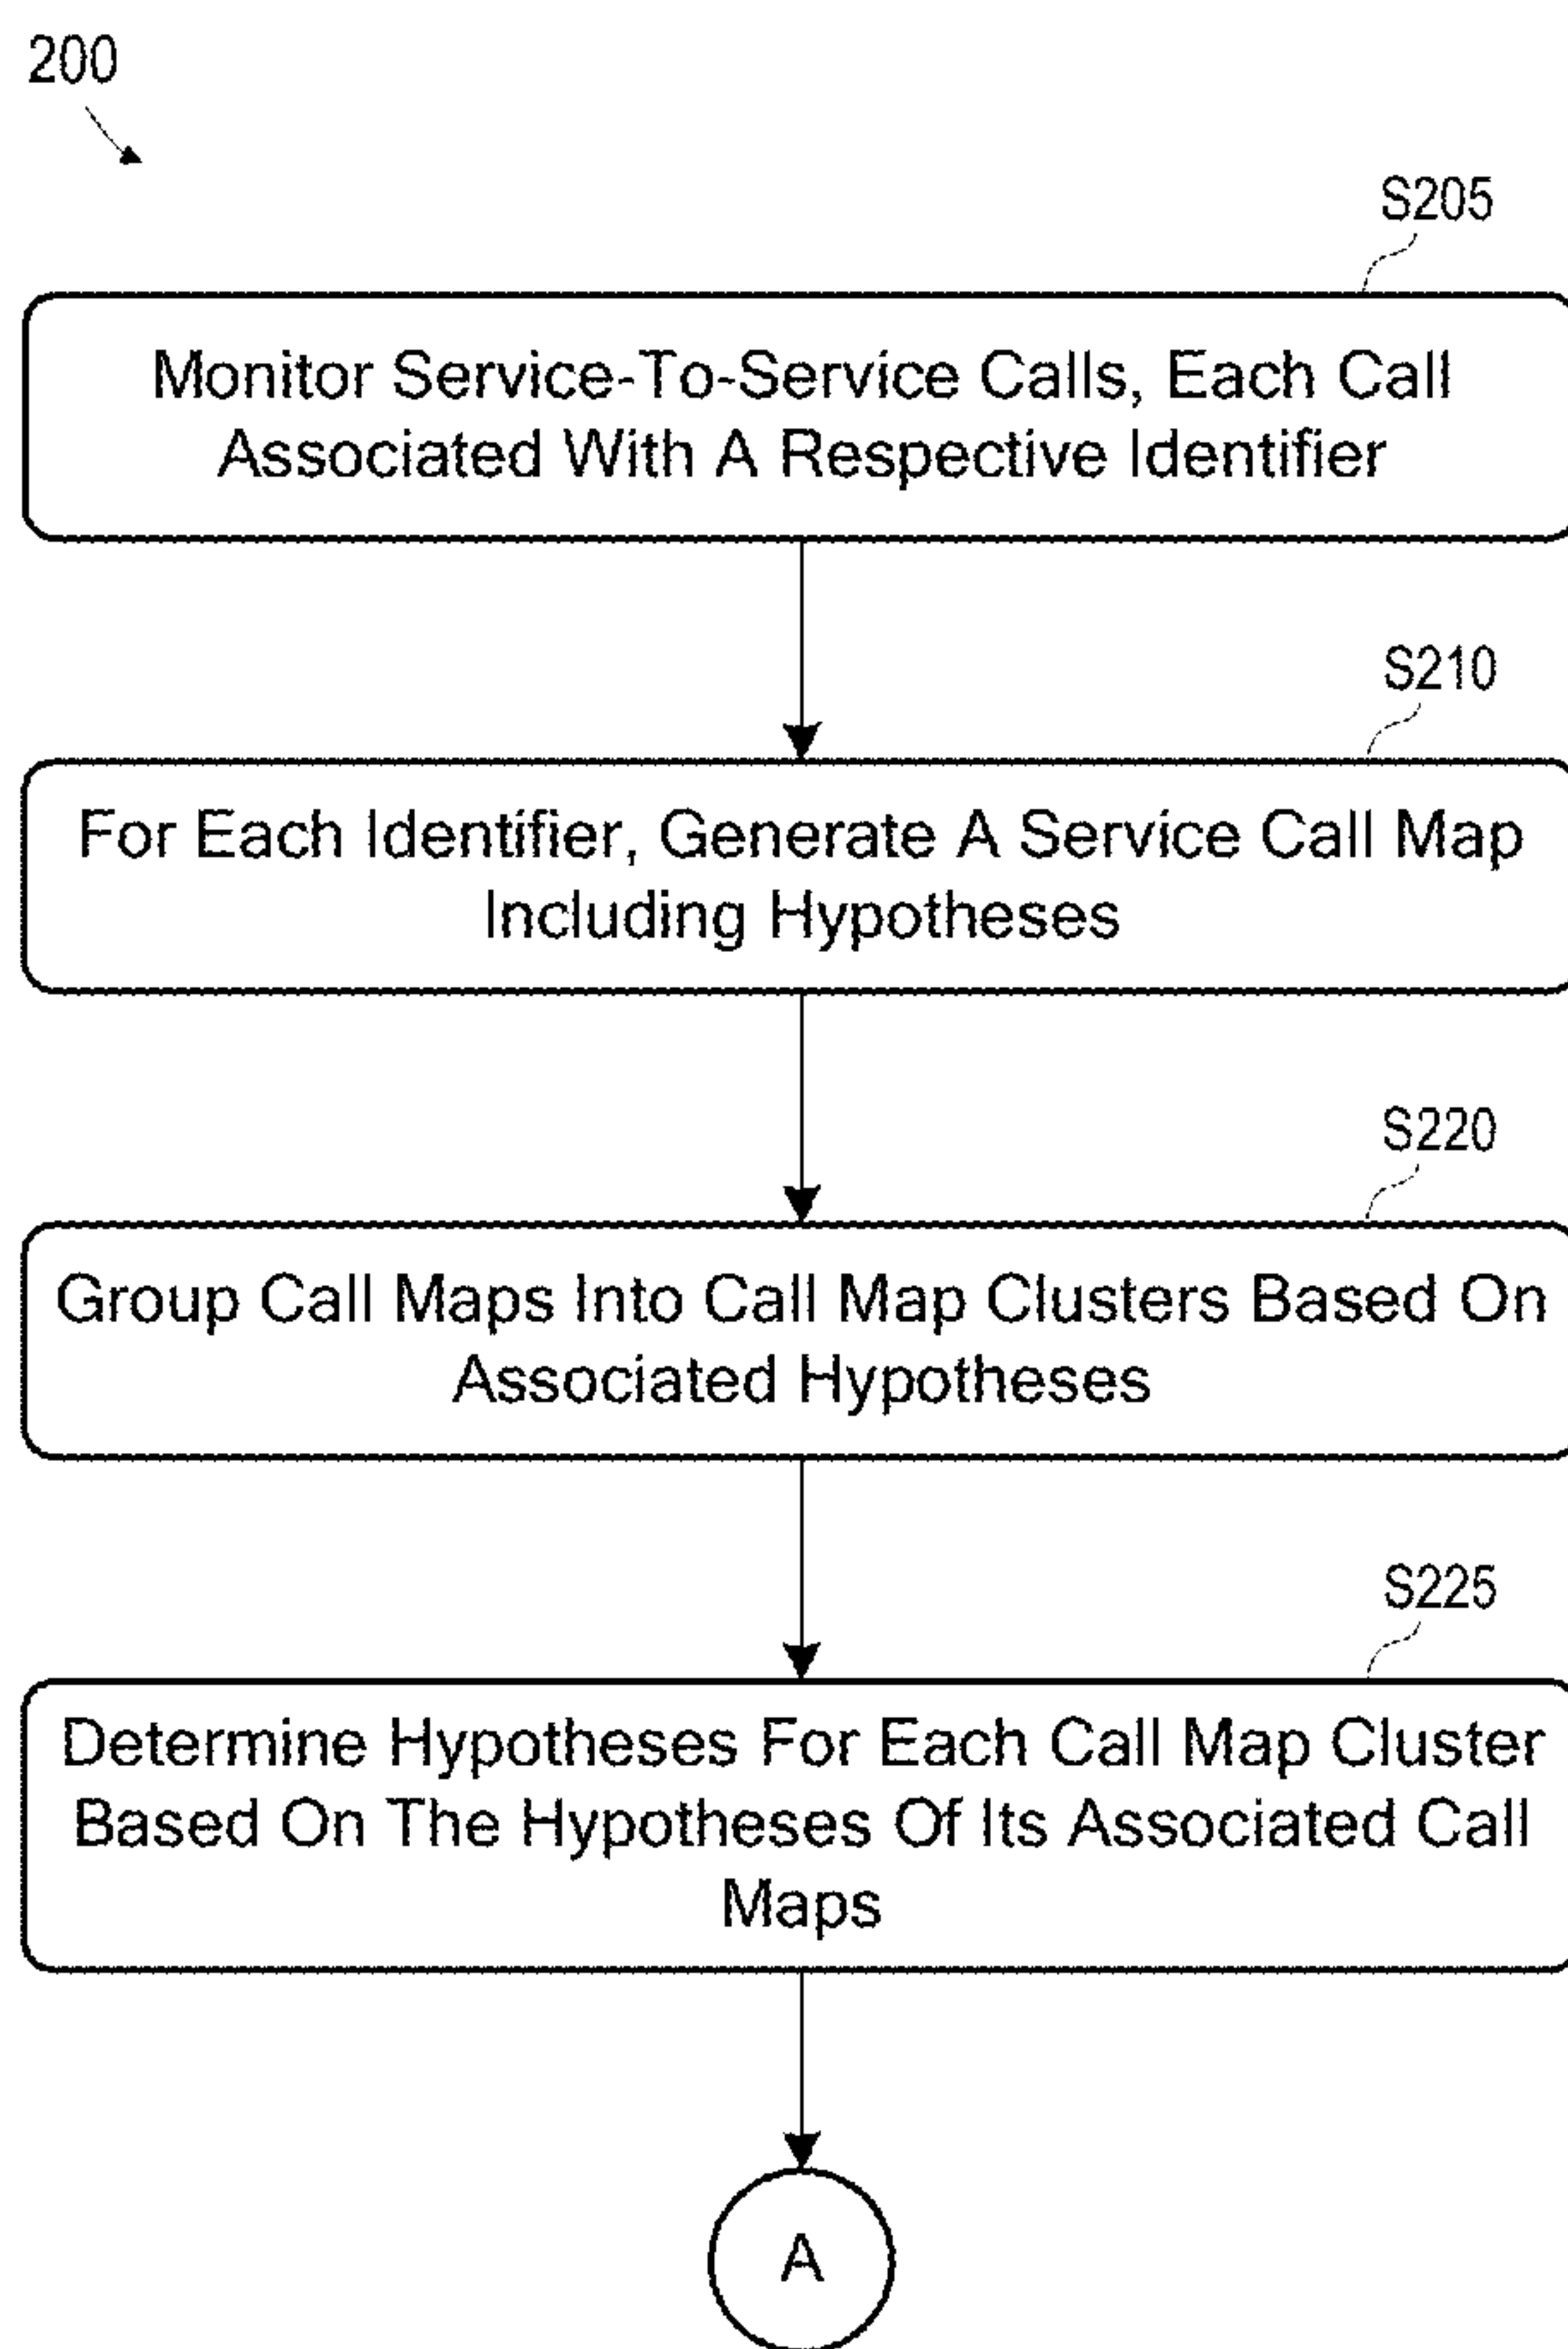 200
S205
Monitor Service-To-Service Calls, Each Call
Associated With A Respective Identifier
S210
For Each Identifier, Generate A Service Call Map
Including Hypotheses
S220
Group Call Maps Into Call Map Clusters Based On
Associated Hypotheses
S225
Determine Hypotheses For Each Call Map Cluster
Based On The Hypotheses Of Its Associated Call
Maps
A